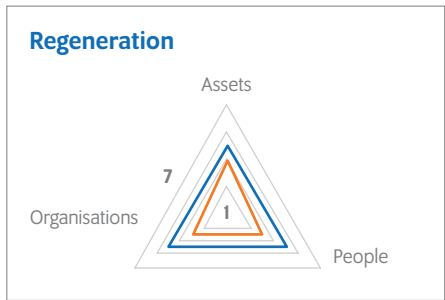 Regeneration
Assets
7
1
Organisations
People